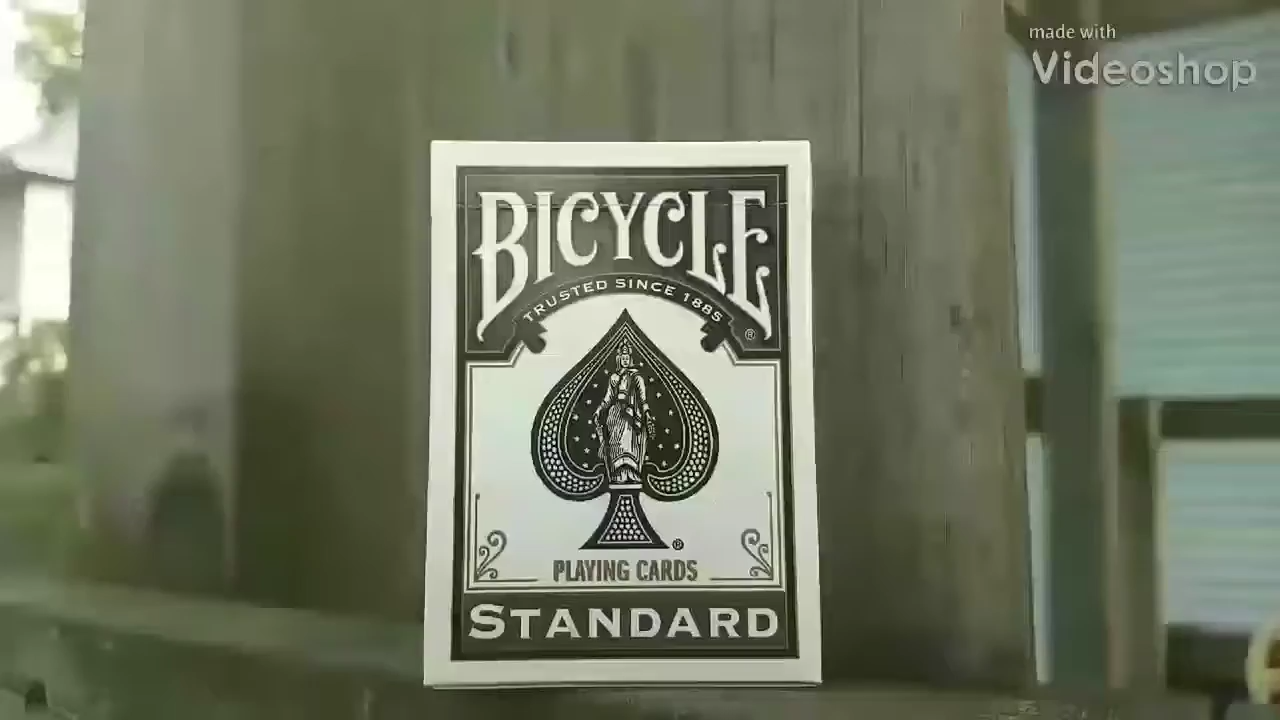 made with
Videoshop
BICYCLE
TRUSTED SINCE 1885
®
®
PLAYING CARDS
STANDARD